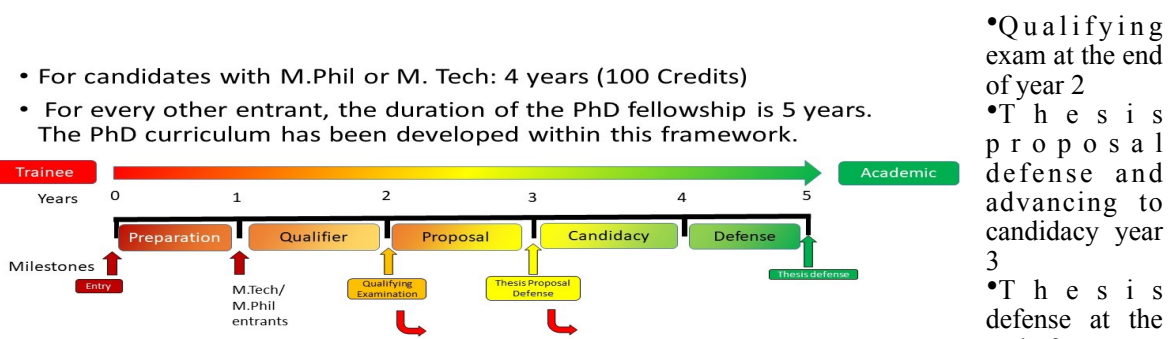 • For candidates with M.Phil or M. Tech: 4 years (100 Credits)
• For every other entrant, the duration of the PhD fellowship is 5 years.
The PhD curriculum has been developed within this framework.
Trainee
Academic
Years 0 1 2 3 4 5
Preparation Qualifier Proposal Candidacy Defense
Milestones
Entry
M.Tech/
M.Phil
entrants
Qualifying
Examination
Thesis Proposal
Defense
Thesis defense
•Qualifying
exam at the end
of year 2
•Thesis
proposal
defense and
advancing to
candidacy year
3
•Thesis
defense at the